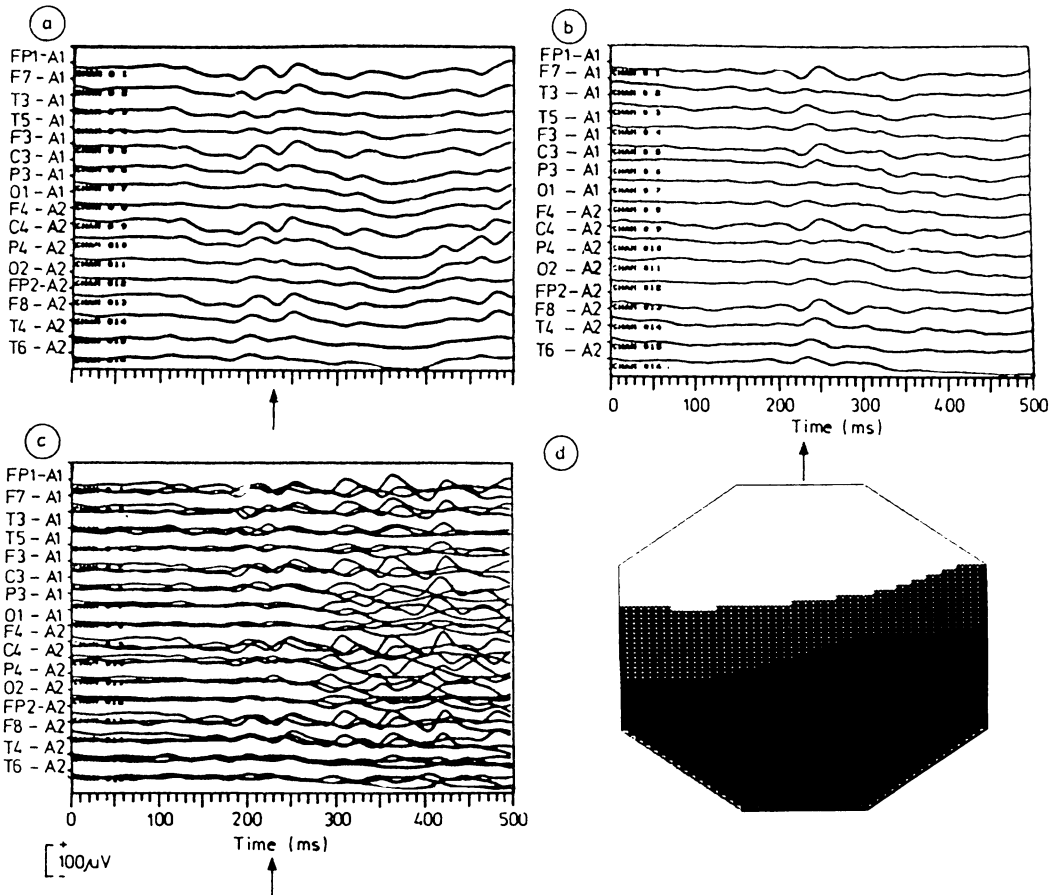 a
FP1-A1
F7 - A1
T3 - A1
T5 - A1
F3 - A1
C3 - A1
P3 - A1
O1 - A1
F4 - A2
C4 - A2
P4 - A2
O2 - A2
FP2-A2
F8 - A2
T4 - A2
T6 - A2
b
FP1-A1
F7 - A1
T3 - A1
T5 - A1
F3 - A1
C3 - A1
P3 - A1
O1 - A1
F4 - A2
C4 - A2
P4 - A2
O2 - A2
FP2-A2
F8 - A2
T4 - A2
T6 - A2
0 100 200 300 400 500
Time (ms)
c
FP1-A1
F7 - A1
T3 - A1
T5 - A1
F3 - A1
C3 - A1
P3 - A1
O1 - A1
F4 - A2
C4 - A2
P4 - A2
O2 - A2
FP2-A2
F8 - A2
T4 - A2
T6 - A2
0 100 200 300 400 500
Time (ms)
+
100µV
-
d